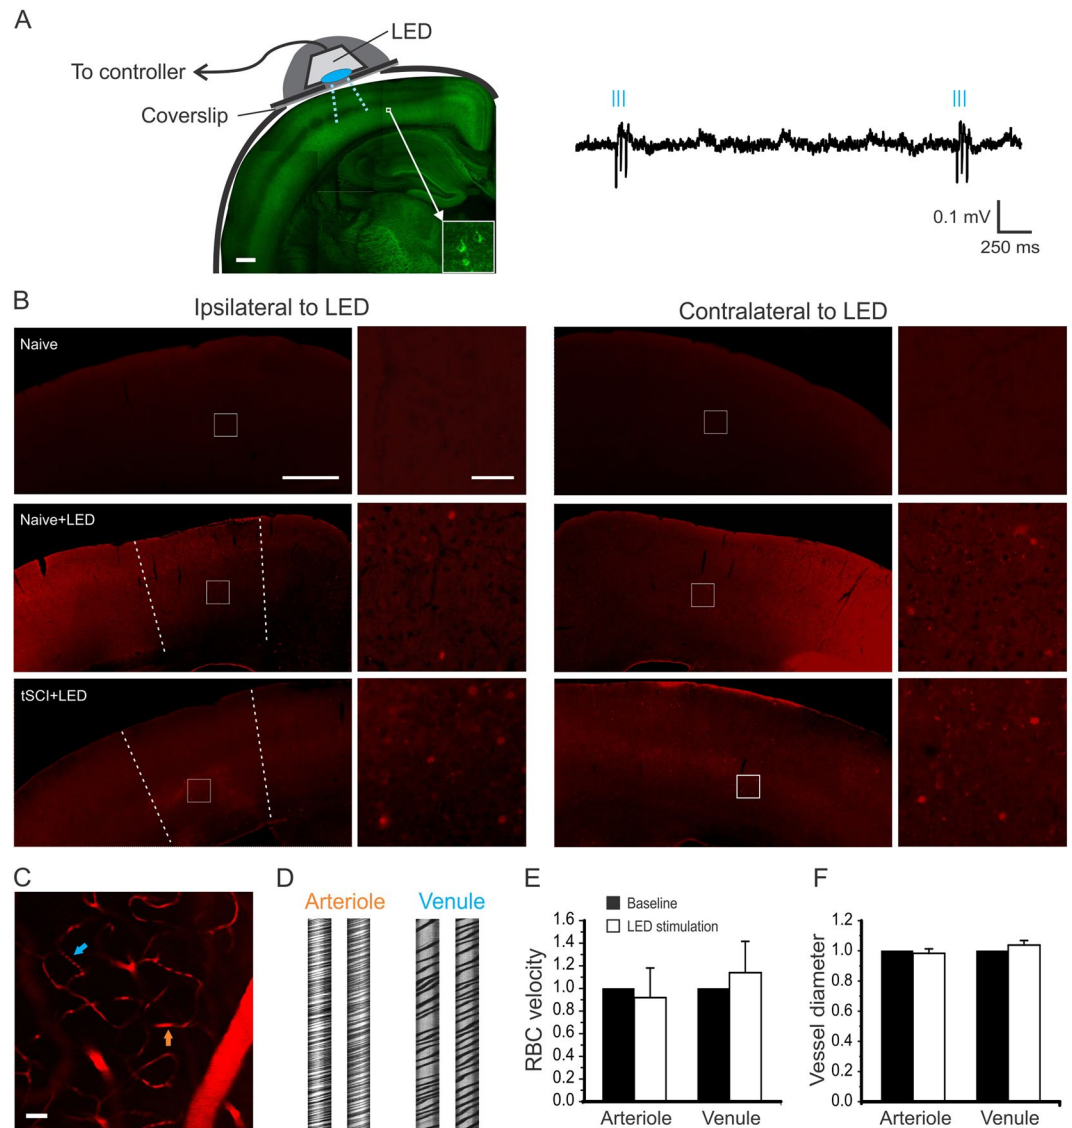 A
LED
To controller
Coverslip
0.1 mV
250 ms
B
Ipsilateral to LED
Contralateral to LED
Naive
Naive+LED
tSCI+LED
C
D
Arteriole
Venule
E
Baseline
LED stimulation
RBC velocity
1.6
1.4
1.2
1.0
0.8
0.6
0.4
0.2
0.0
Arteriole
Venule
F
Vessel diameter
1.2
1.0
0.8
0.6
0.4
0.2
0.0
Arteriole
Venule